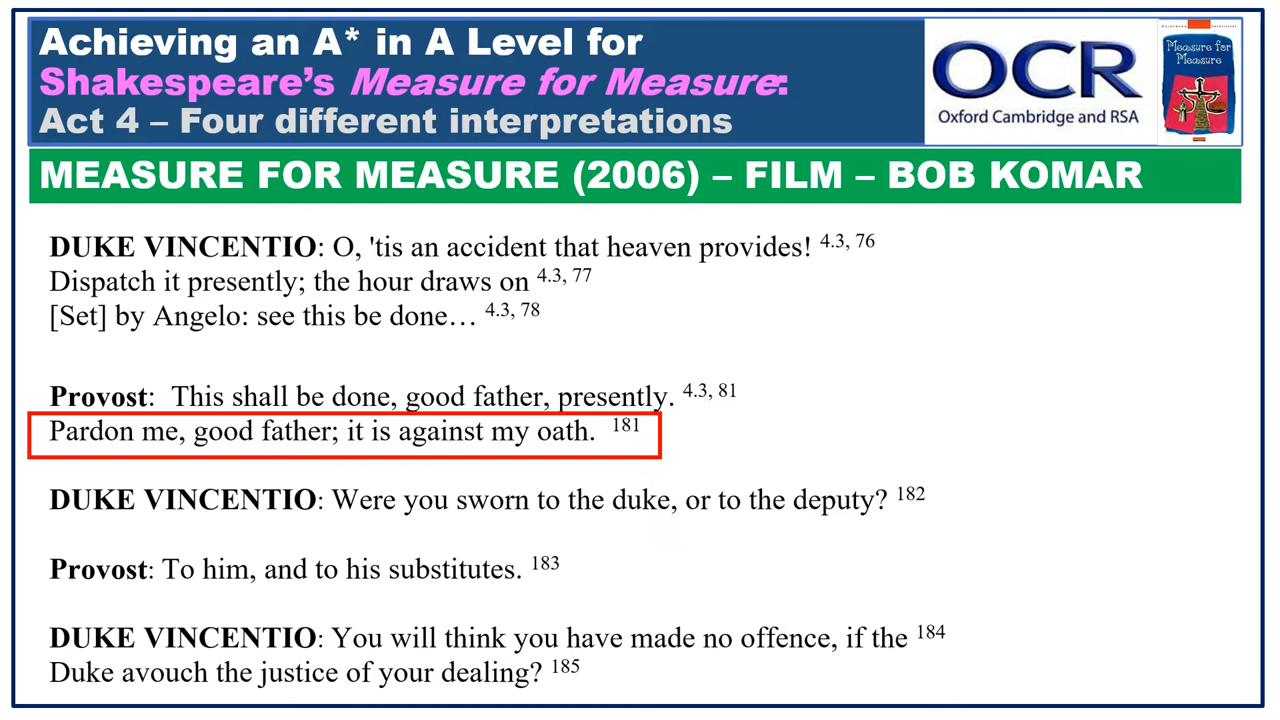 Achieving an A* in A Level for
Shakespeare's Measure for Measure:
Act 4 – Four different interpretations
OCR
Oxford Cambridge and RSA
Measure for
Measure
MEASURE FOR MEASURE (2006) – FILM – BOB KOMAR
DUKE VINCENTIO: O, 'tis an accident that heaven provides! 4.3, 76
Dispatch it presently; the hour draws on 4.3, 77
[Set] by Angelo: see this be done… 4.3, 78
Provost: This shall be done, good father, presently. 4.3, 81
Pardon me, good father; it is against my oath. 181
DUKE VINCENTIO: Were you sworn to the duke, or to the deputy? 182
Provost: To him, and to his substitutes. 183
DUKE VINCENTIO: You will think you have made no offence, if the 184
Duke avouch the justice of your dealing? 185